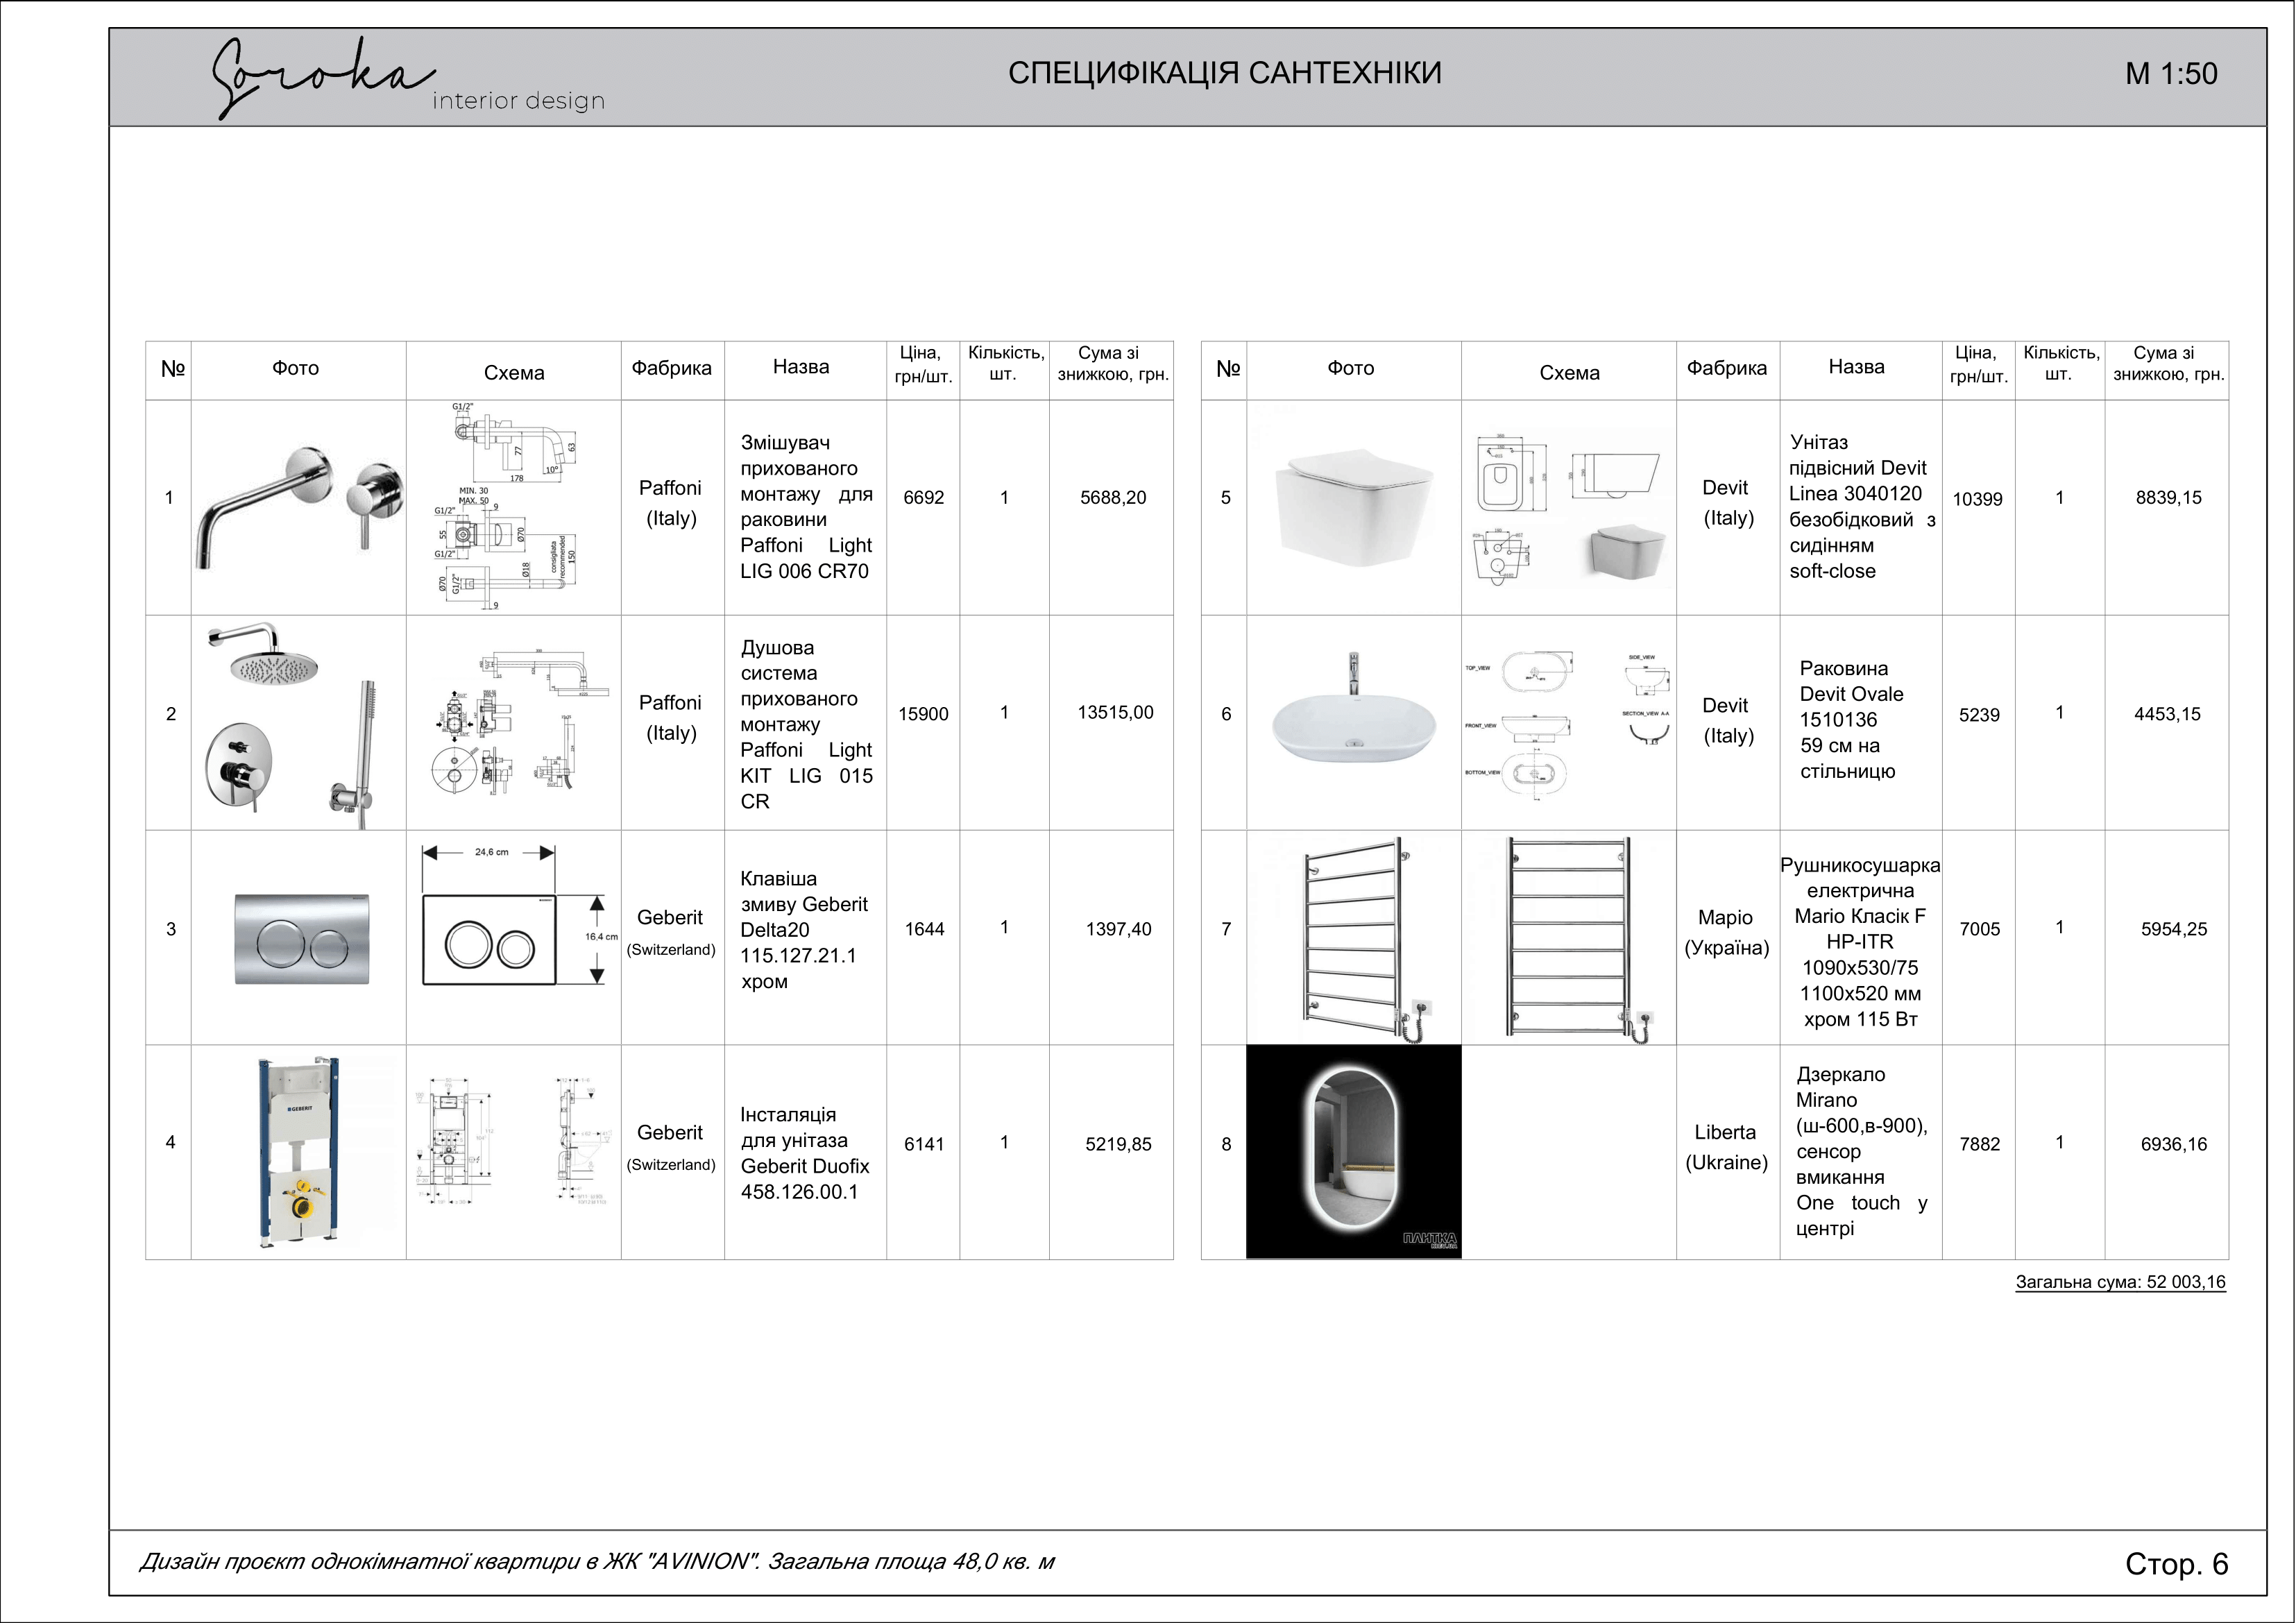 Soroka
interior design
СПЕЦИФІКАЦІЯ САНТЕХНІКИ
М 1:50
№
Фото
Схема
Фабрика
Назва
Ціна,
грн/шт.
Кількість,
шт.
Сума зі
знижкою, грн.
1
G1/2"
77
63
10°
178
MIN. 30
MAX. 50
9
G1/2"
55
Ø70
G1/2"
consigliata
recommended
150
Ø18
Ø70
G1/2"
9
Paffoni
(Italy)
Змішувач
прихованого
монтажу для
раковини
Paffoni Light
LIG 006 CR70
6692
1
5688,20
2
Paffoni
(Italy)
Душова
система
прихованого
монтажу
Paffoni Light
KIT LIG 015
CR
15900
1
13515,00
3
24,6 cm
16,4 cm
Geberit
(Switzerland)
Клавіша
змиву Geberit
Delta20
115.127.21.1
хром
1644
1
1397,40
4
GEBERIT
Geberit
(Switzerland)
Інсталяція
для унітаза
Geberit Duofix
458.126.00.1
6141
1
5219,85
№
Фото
Схема
Фабрика
Назва
Ціна,
грн/шт.
Кількість,
шт.
Сума зі
знижкою, грн.
5
Devit
(Italy)
Унітаз
підвісний Devit
Linea 3040120
безобідковий з
сидінням
soft-close
10399
1
8839,15
6
TOP_VIEW
SIDE_VIEW
FRONT_VIEW
SECTION_VIEW A-A
BOTTOM_VIEW
Devit
(Italy)
Раковина
Devit Ovale
1510136
59 см на
стільницю
5239
1
4453,15
7
Маріо
(Україна)
Рушникосушарка
електрична
Mario Класік F
HP-ITR
1090x530/75
1100x520 мм
хром 115 Вт
7005
1
5954,25
8
ПЛИТКА
KIEV.UA
Liberta
(Ukraine)
Дзеркало
Mirano
(ш-600,в-900),
сенсор
вмикання
One touch у
центрі
7882
1
6936,16
Загальна сума: 52 003,16
Дизайн проєкт однокімнатної квартири в ЖК "AVINION". Загальна площа 48,0 кв. м
Стор. 6